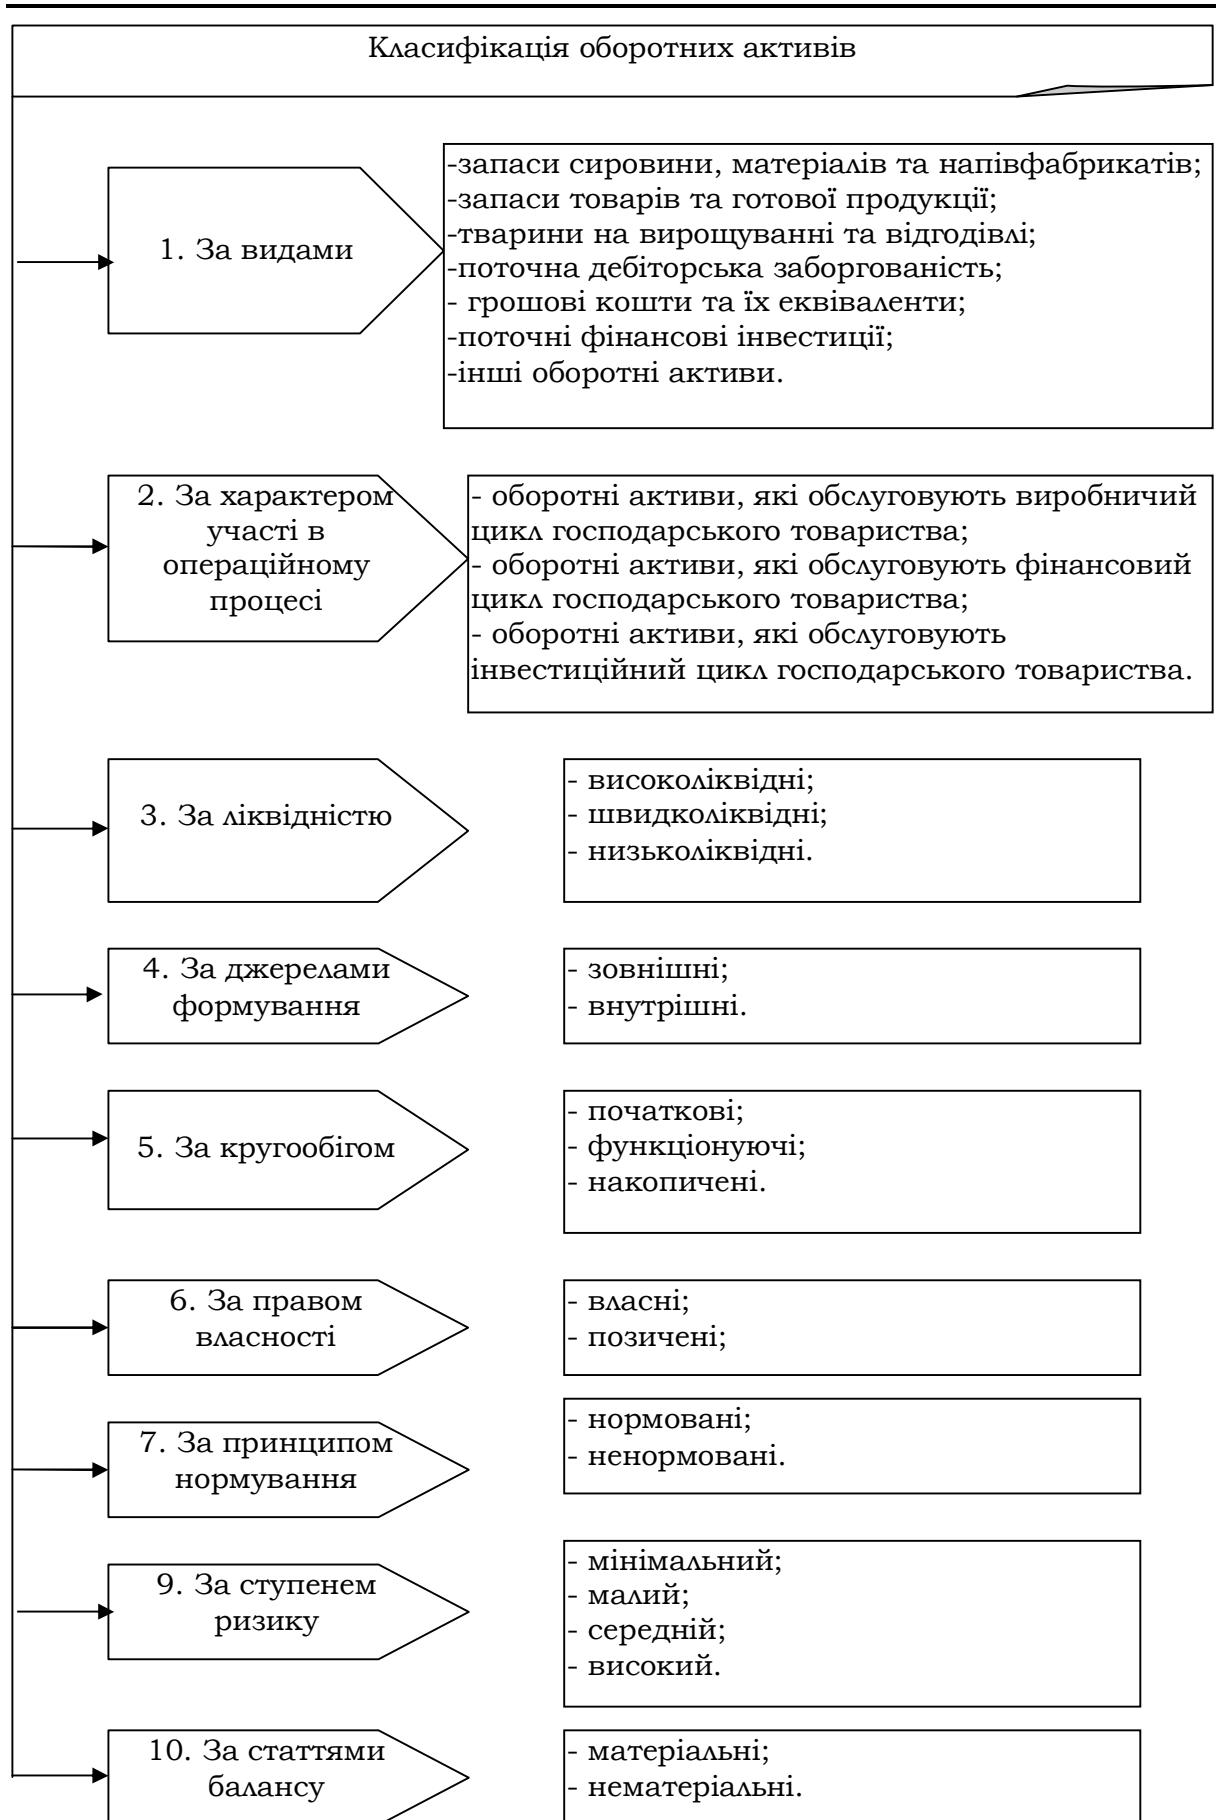 Класифікація оборотних активів
1. За видами
-запаси сировини, матеріалів та напівфабрикатів;
-запаси товарів та готової продукції;
-тварини на вирощуванні та відгодівлі;
-поточна дебіторська заборгованість;
- грошові кошти та їх еквіваленти;
-поточні фінансові інвестиції;
-інші оборотні активи.
2. За характером
участі в
операційному
процесі
- оборотні активи, які обслуговують виробничий
цикл господарського товариства;
- оборотні активи, які обслуговують фінансовий
цикл господарського товариства;
- оборотні активи, які обслуговують
інвестиційний цикл господарського товариства.
3. За ліквідністю
- високоліквідні;
- швидколіквідні;
- низьколіквідні.
4. За джерелами
формування
- зовнішні;
- внутрішні.
5. За кругообігом
- початкові;
- функціонуючі;
- накопичені.
6. За правом
власності
- власні;
- позичені;
7. За принципом
нормування
- нормовані;
- ненормовані.
9. За ступенем
ризику
- мінімальний;
- малий;
- середній;
- високий.
10. За статтями
балансу
- матеріальні;
- нематеріальні.